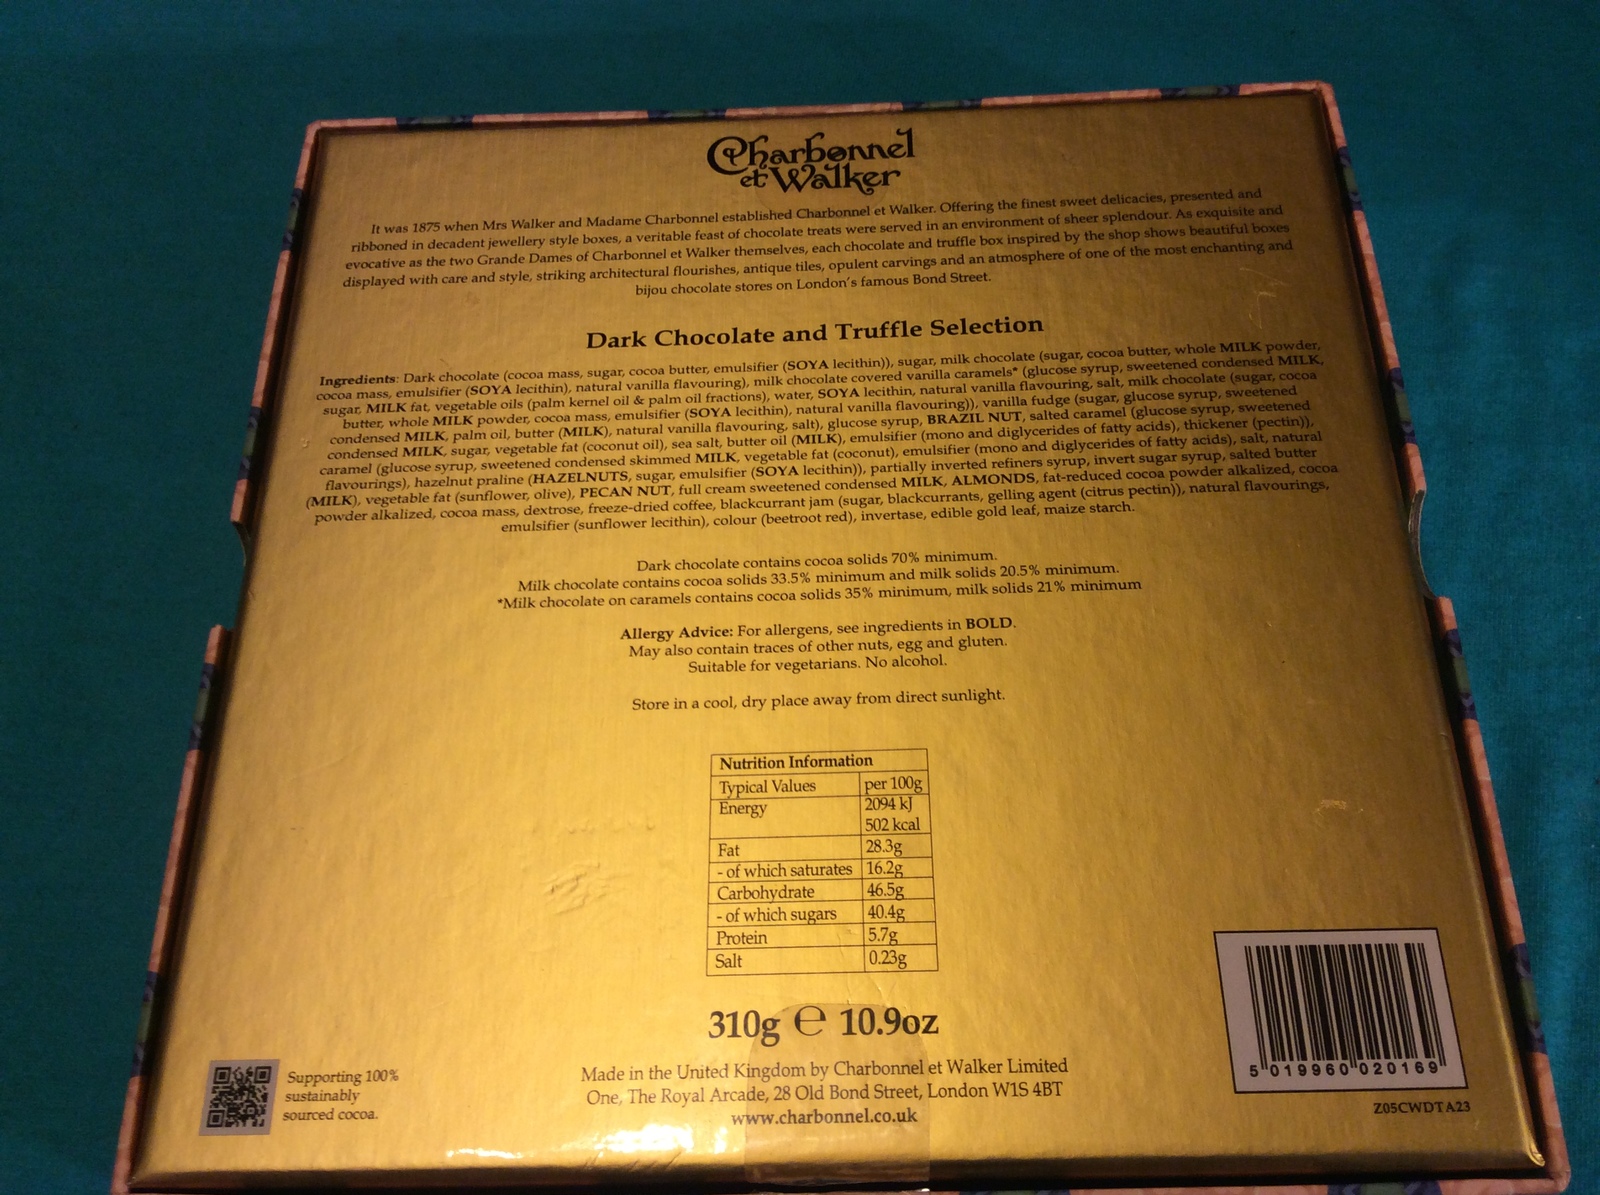 Charbonnel
et Walker
It was 1875 when Mrs Walker and Madame Charbonnel established Charbonnel et Walker. Offering the finest sweet delicacies, presented and
ribboned in decadent jewellery style boxes, a veritable feast of chocolate treats were served in an environment of sheer splendour. As exquisite and
evocative as the two Grande Dames of Charbonnel et Walker themselves, each chocolate and truffle box inspired by the shop shows beautiful boxes
displayed with care and style, striking architectural flourishes, antique tiles, opulent carvings and an atmosphere of one of the most enchanting and
bijou chocolate stores on London's famous Bond Street.
Dark Chocolate and Truffle Selection
Ingredients: Dark chocolate (cocoa mass, sugar, cocoa butter, emulsifier (SOYA lecithin)), sugar, milk chocolate (sugar, cocoa butter, whole MILK powder,
cocoa mass, emulsifier (SOYA lecithin), natural vanilla flavouring), milk chocolate covered vanilla caramels* (glucose syrup, sweetened condensed MILK,
sugar, MILK fat, vegetable oils (palm kernel oil & palm oil fractions), water, SOYA lecithin, natural vanilla flavouring, salt, milk chocolate (sugar, cocoa
butter, whole MILK powder, cocoa mass, emulsifier (SOYA lecithin), natural vanilla flavouring)), vanilla fudge (sugar, glucose syrup, sweetened
condensed MILK, palm oil, butter (MILK), natural vanilla flavouring, salt), glucose syrup, BRAZIL NUT, salted caramel (glucose syrup, sweetened
condensed MILK, sugar, vegetable fat (coconut oil), sea salt, butter oil (MILK), emulsifier (mono and diglycerides of fatty acids), thickener (pectin)),
caramel (glucose syrup, sweetened condensed skimmed MILK, vegetable fat (coconut), emulsifier (mono and diglycerides of fatty acids), salt, natural
flavourings), hazelnut praline (HAZELNUTS, sugar, emulsifier (SOYA lecithin)), partially inverted refiners syrup, invert sugar syrup, salted butter
(MILK), vegetable fat (sunflower, olive), PECAN NUT, full cream sweetened condensed MILK, ALMONDS, fat-reduced cocoa powder alkalized, cocoa
powder alkalized, cocoa mass, dextrose, freeze-dried coffee, blackcurrant jam (sugar, blackcurrants, gelling agent (citrus pectin)), natural flavourings,
emulsifier (sunflower lecithin), colour (beetroot red), invertase, edible gold leaf, maize starch.
Dark chocolate contains cocoa solids 70% minimum.
Milk chocolate contains cocoa solids 33.5% minimum and milk solids 20.5% minimum.
*Milk chocolate on caramels contains cocoa solids 35% minimum, milk solids 21% minimum
Allergy Advice: For allergens, see ingredients in BOLD.
May also contain traces of other nuts, egg and gluten.
Suitable for vegetarians. No alcohol.
Store in a cool, dry place away from direct sunlight.
Nutrition Information
Typical Values per 100g
Energy 2094 kJ
502 kcal
Fat 28.3g
- of which saturates 16.2g
Carbohydrate 46.5g
- of which sugars 40.4g
Protein 5.7g
Salt 0.23g
310g ℮ 10.9oz
Made in the United Kingdom by Charbonnel et Walker Limited
One, The Royal Arcade, 28 Old Bond Street, London W1S 4BT
www.charbonnel.co.uk
Supporting 100%
sustainably
sourced cocoa.
5 019960 020169
Z05CWDTA23